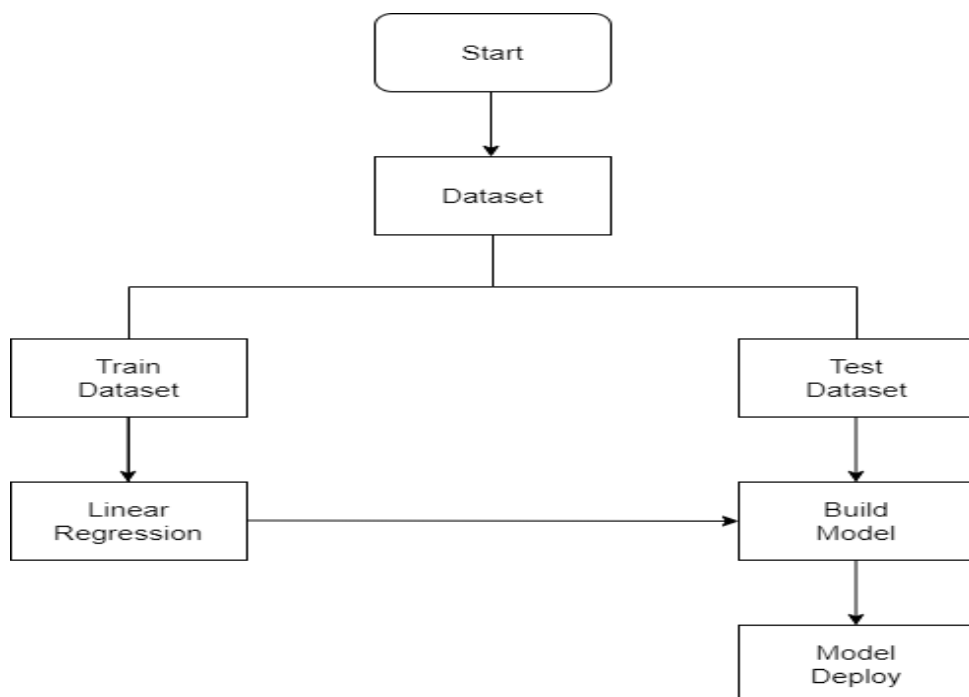 Start
Dataset
Train
Dataset
Test
Dataset
Linear
Regression
Build
Model
Model
Deploy